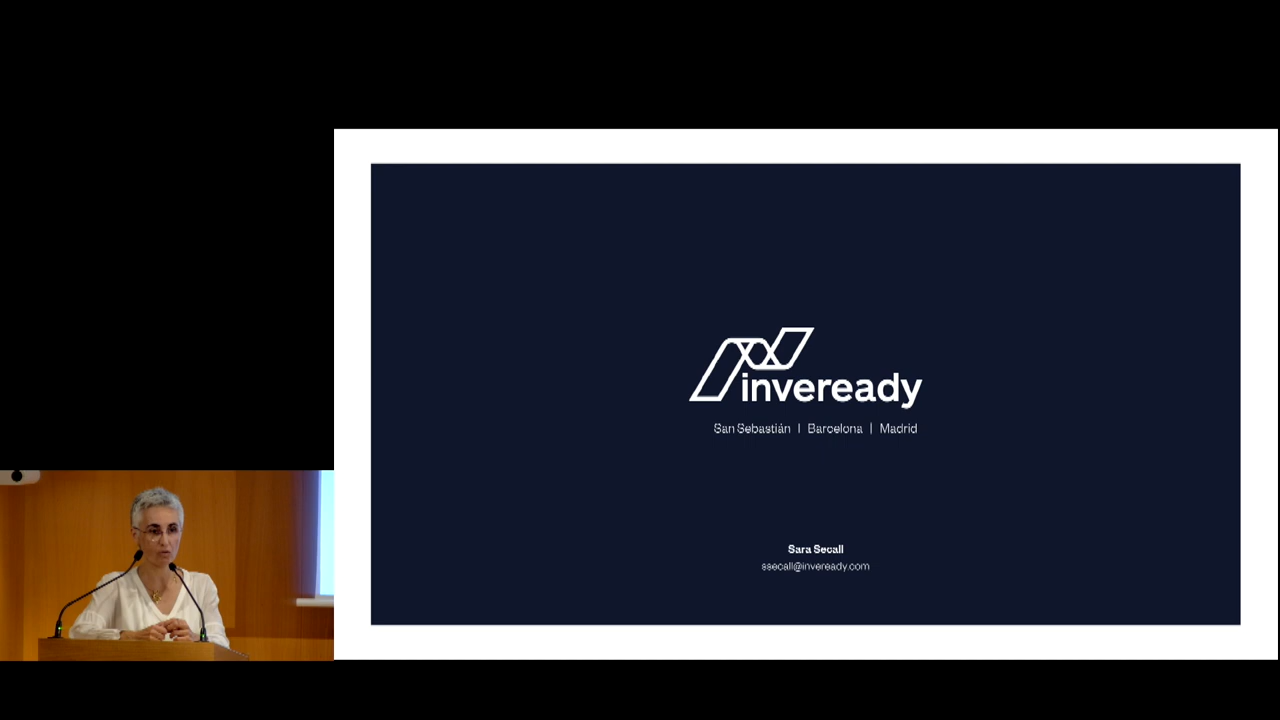 inveready
San Sebastián | Barcelona | Madrid
Sara Secall
ssecall@inveready.com